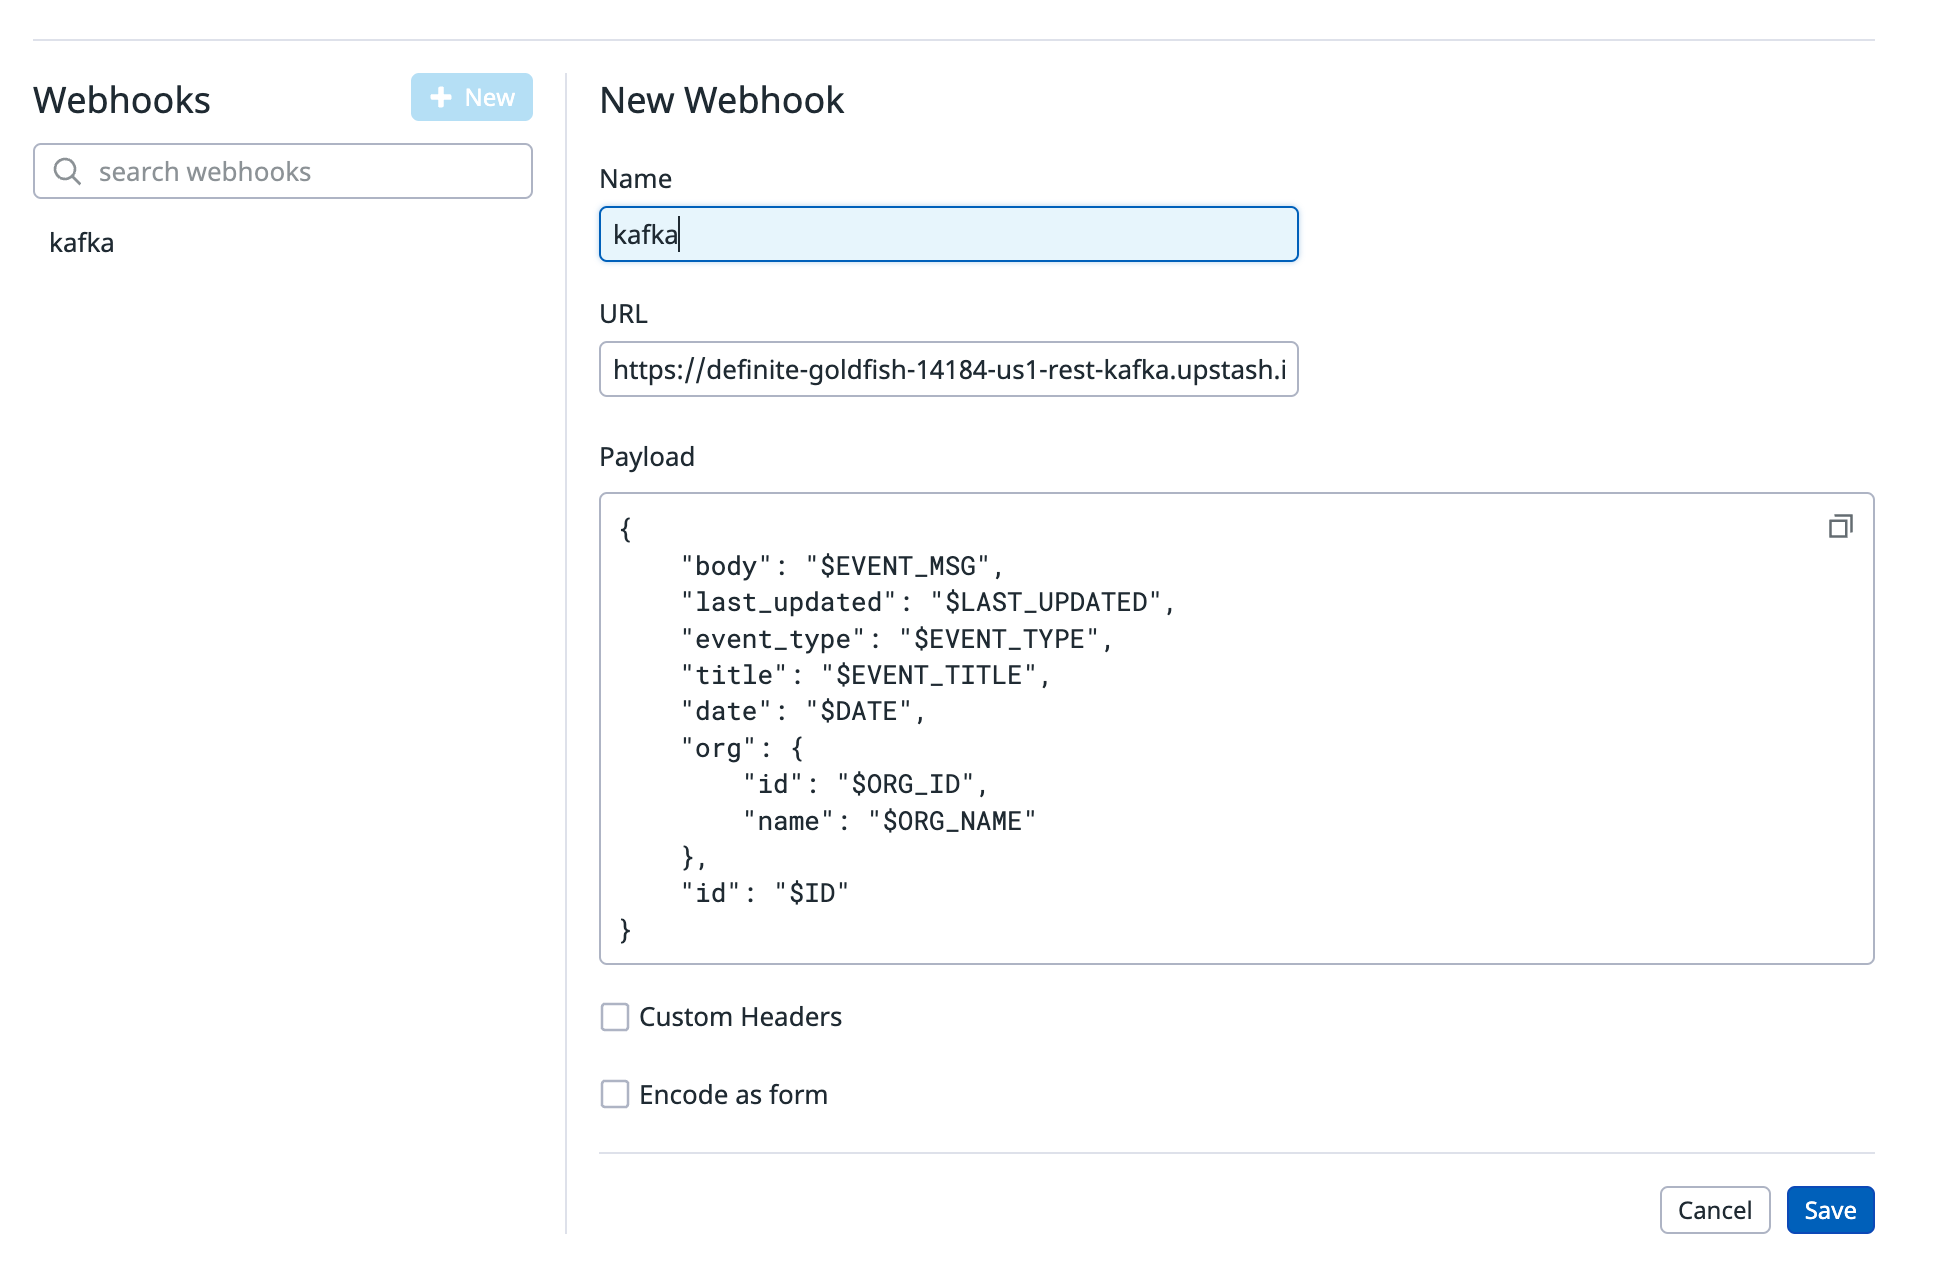 Webhooks
New
search webhooks
kafka
New Webhook
Name
kafka
URL
https://definite-goldfish-14184-us1-rest-kafka.upstash.i
Payload
{
    "body": "$EVENT_MSG",
    "last_updated": "$LAST_UPDATED",
    "event_type": "$EVENT_TYPE",
    "title": "$EVENT_TITLE",
    "date": "$DATE",
    "org": {
        "id": "$ORG_ID",
        "name": "$ORG_NAME"
    },
    "id": "$ID"
}
Custom Headers
Encode as form
Cancel
Save